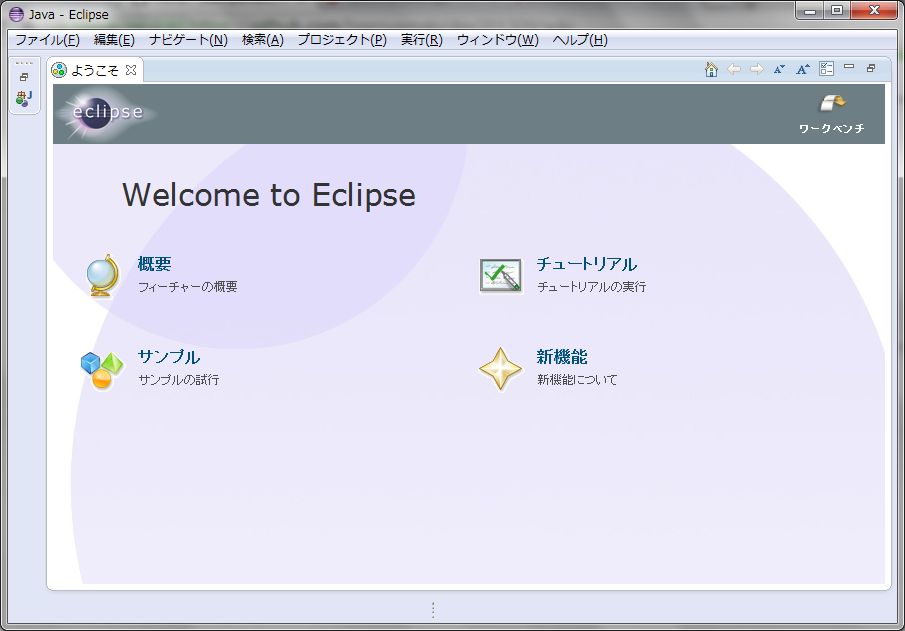 Java - Eclipse
ファイル(F) 編集(E) ナビゲート(N) 検索(A) プロジェクト(P) 実行(R) ウィンドウ(W) ヘルプ(H)
ようこそ
eclipse
ワークベンチ
Welcome to Eclipse
概要
フィーチャーの概要
チュートリアル
チュートリアルの実行
サンプル
サンプルの試行
新機能
新機能について